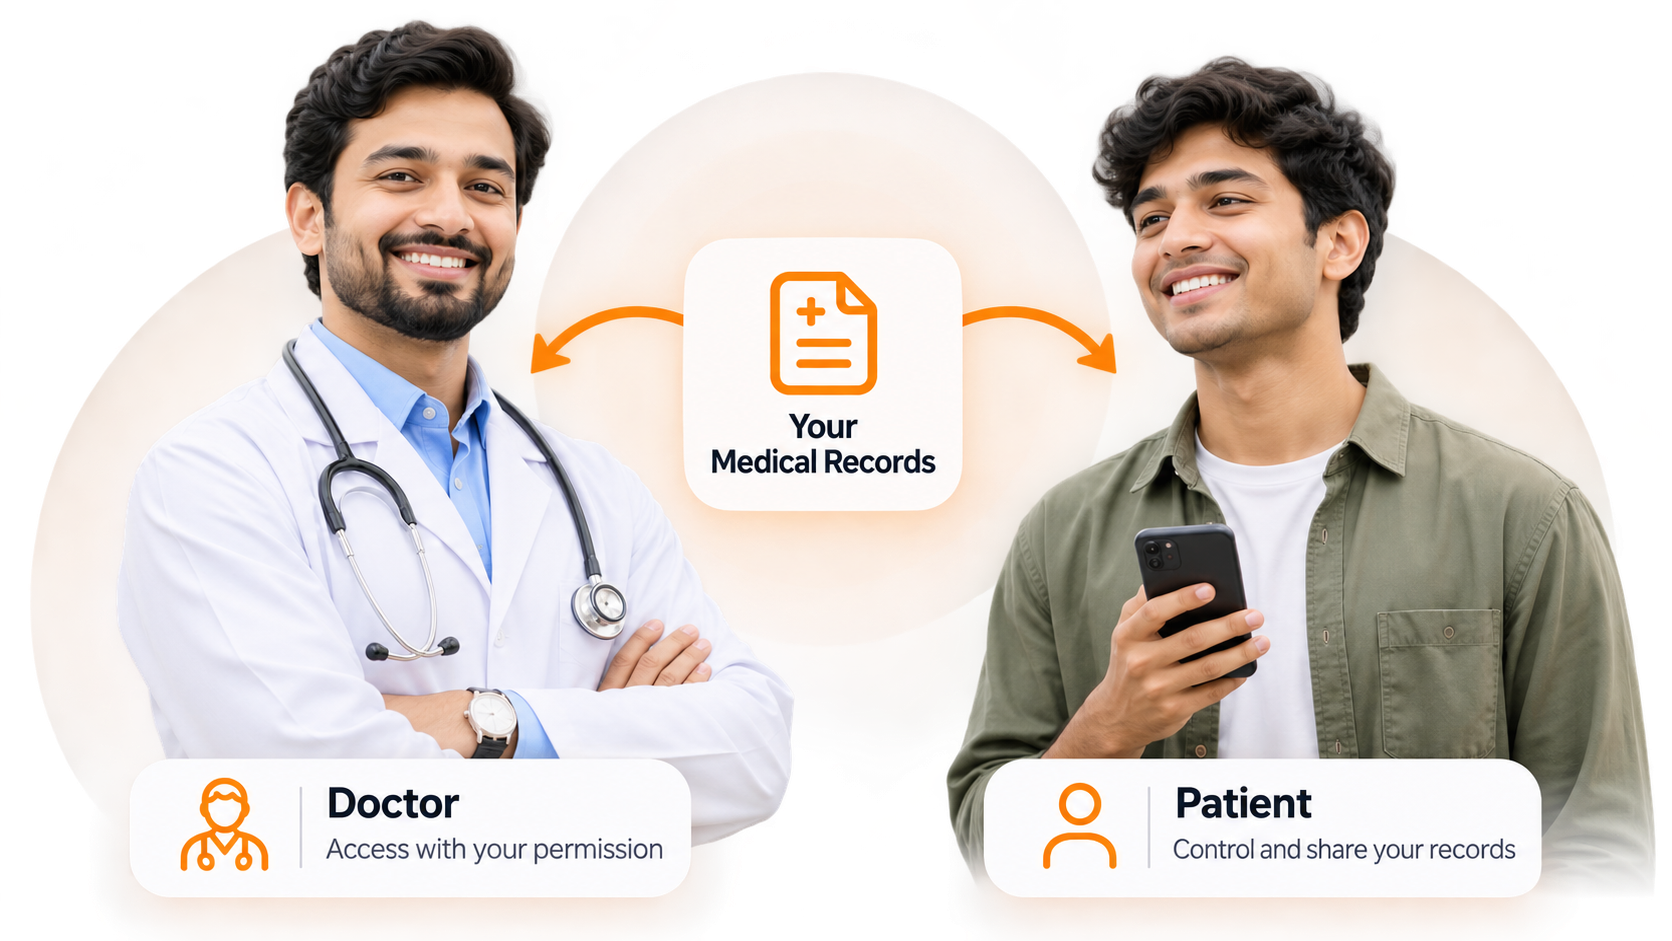 Your
Medical Records
Doctor
Access with your permission
Patient
Control and share your records